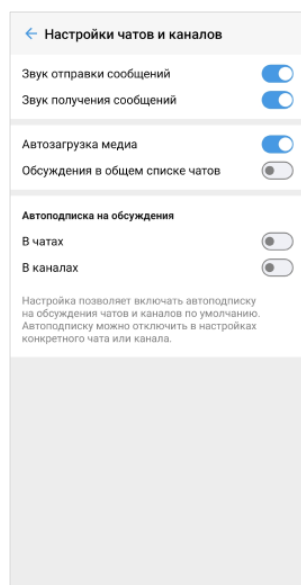 Настройки чатов и каналов
Звук отправки сообщений
Звук получения сообщений
Автозагрузка медиа
Обсуждения в общем списке чатов
Автоподписка на обсуждения
В чатах
В каналах
Настройка позволяет включать автоподписку
на обсуждения чатов и каналов по умолчанию.
Автоподписку можно отключить в настройках
конкретного чата или канала.